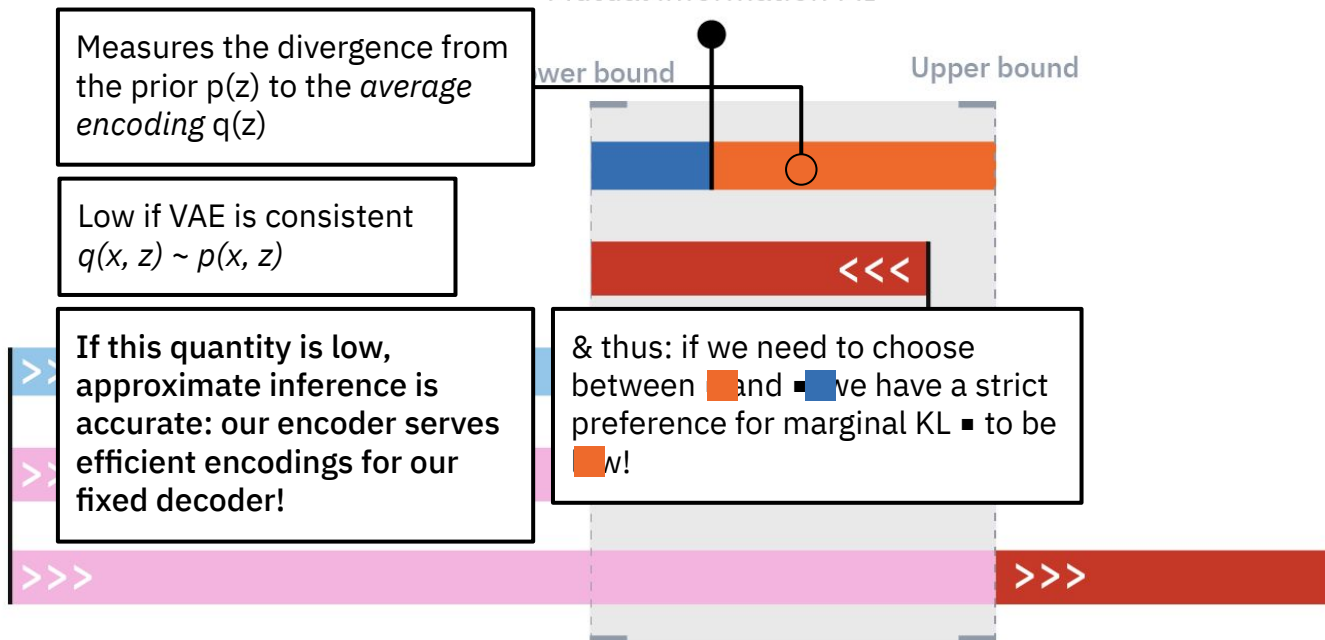 Measures the divergence from
the prior p(z) to the average
encoding q(z)
bound
Upper bound
Low if VAE is consistent
q(x, z) ~ p(x, z)
<<<
If this quantity is low,
approximate inference is
accurate: our encoder serves
efficient encodings for our
fixed decoder!
& thus: if we need to choose
between and we have a strict
preference for marginal KL ▪ to be
>>>
>>>